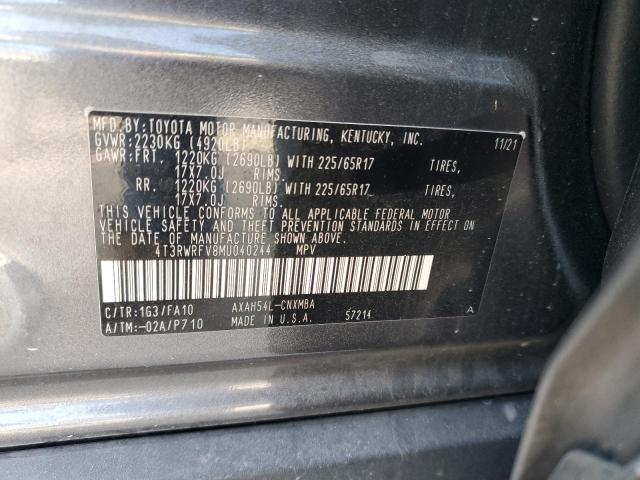 MFD.BY:TOYOTA MOTOR MANUFACTURING, KENTUCKY, INC. 11/21
GVWR:2230KG (4920LB)
GAWR:FRT. 1220KG (2690LB) WITH 225/65R17 TIRES,
17X7.0J RIMS.
RR. 1220KG (2690LB) WITH 225/65R17 TIRES,
17X7.0J RIMS.
THIS VEHICLE CONFORMS TO ALL APPLICABLE FEDERAL MOTOR
VEHICLE SAFETY AND THEFT PREVENTION STANDARDS IN EFFECT ON
THE DATE OF MANUFACTURE SHOWN ABOVE.
4T3RWRFV8MU040244 MPV
C/TR:1G3/FA10 AXAH54L-CNXMBA
A/TM:-02A/P710 MADE IN U.S.A. 57214 A